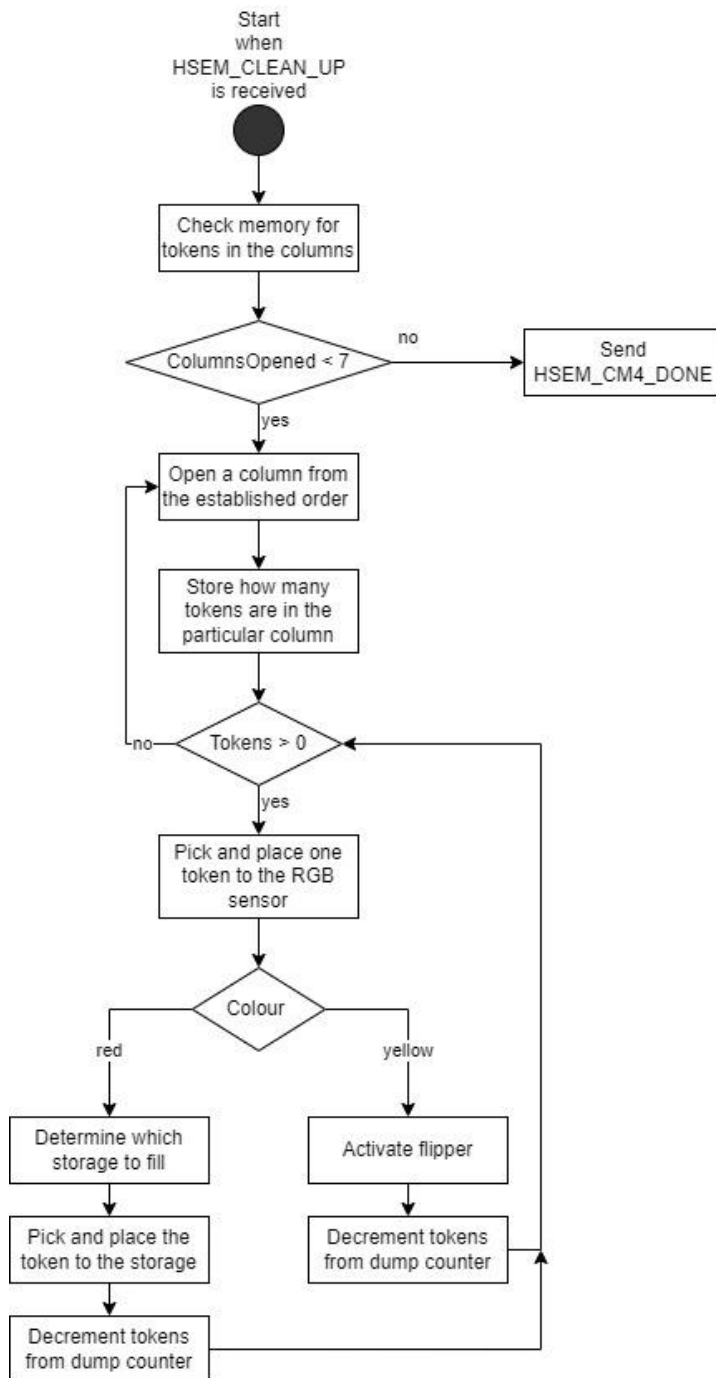 Start
when
HSEM_CLEAN_UP
is received
Check memory for
tokens in the columns
ColumnsOpened < 7
no
Send
HSEM_CM4_DONE
yes
Open a column from
the established order
Store how many
tokens are in the
particular column
Tokens > 0
no
yes
Pick and place one
token to the RGB
sensor
Colour
red
yellow
Determine which
storage to fill
Activate flipper
Pick and place the
token to the storage
Decrement tokens
from dump counter
Decrement tokens
from dump counter